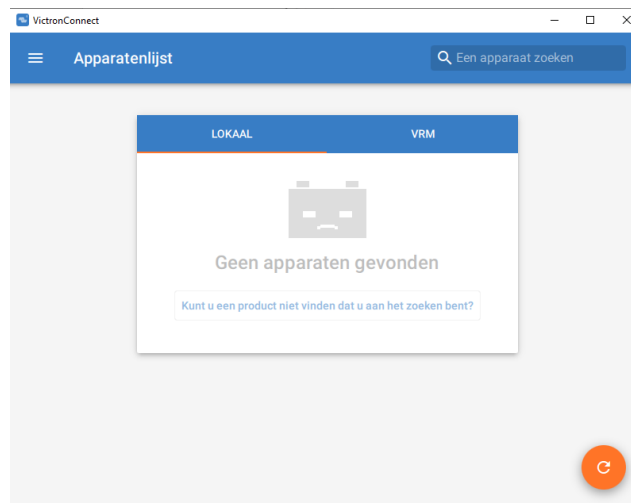 VictronConnect
Apparatenlijst
Een apparaat zoeken
LOKAAL
VRM
Geen apparaten gevonden
Kunt u een product niet vinden dat u aan het zoeken bent?